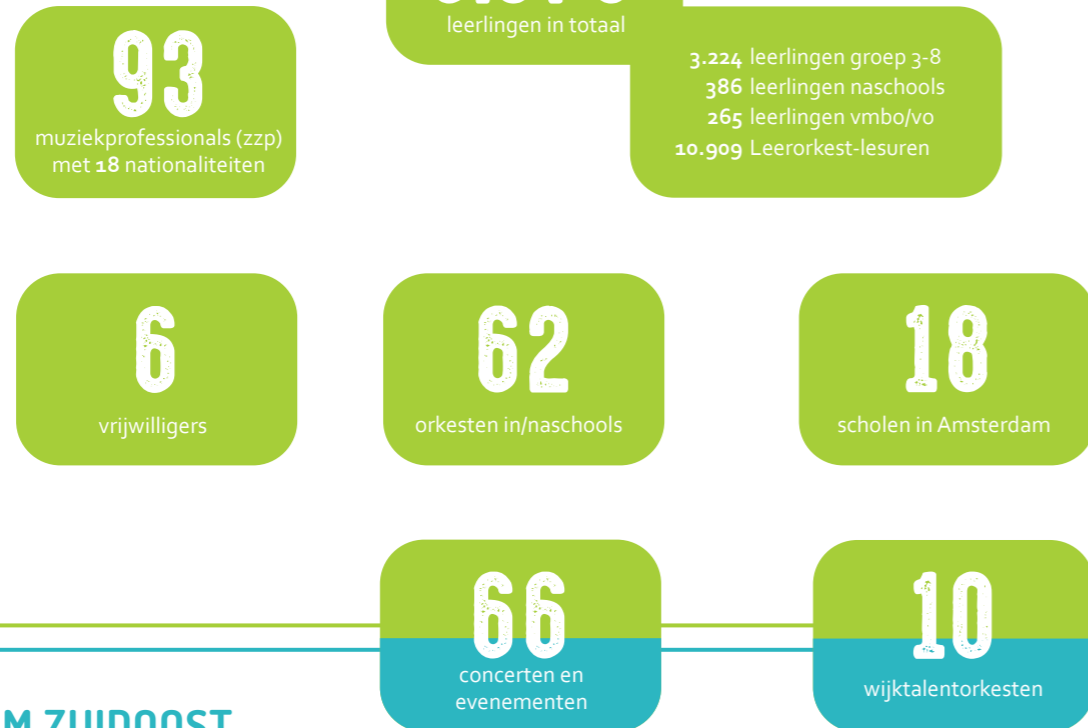 leerlingen in totaal
93
muziekprofessionals (zzp)
met 18 nationaliteiten
3.224 leerlingen groep 3-8
386 leerlingen naschools
265 leerlingen vmbo/vo
10.909 Leerorkest-lesuren
6
vrijwilligers
62
orkesten in/naschools
18
scholen in Amsterdam
66
concerten en
evenementen
10
wijktalentorkesten
M ZUIDOOST